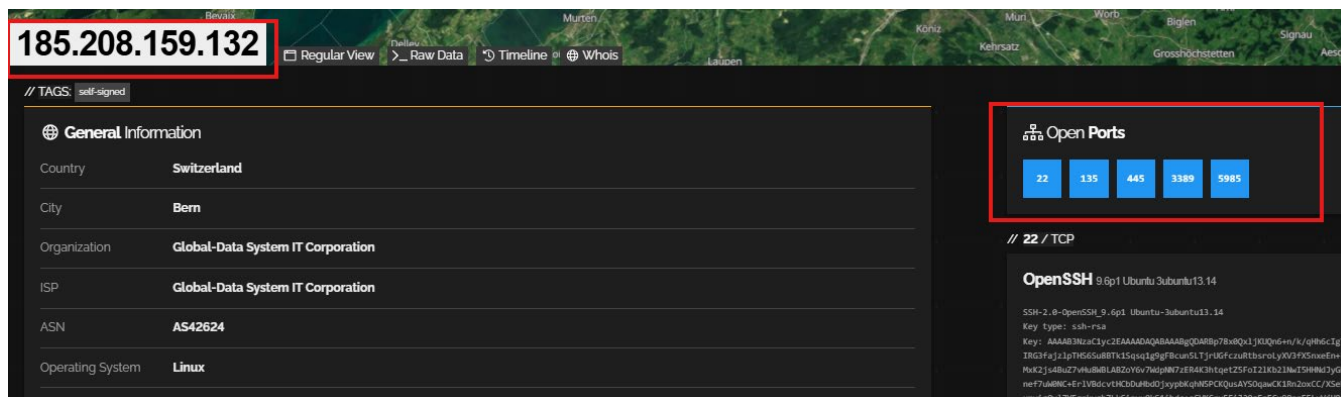 Bevaix
Murten
Köniz
Muri
Worb
Biglen
Signau
185.208.159.132
Delley
Laupen
Kehrsatz
Grosshöchstetten
Regular View
>_ Raw Data
Timeline
Whois
// TAGS: self-signed
General Information
Country Switzerland
City Bern
Organization Global-Data System IT Corporation
ISP Global-Data System IT Corporation
ASN AS42624
Operating System Linux
Open Ports
22 135 445 3389 5985
// 22 / TCP
OpenSSH 9.6p1 Ubuntu 3ubuntu13.14
SSH-2.0-OpenSSH_9.6p1 Ubuntu-3ubuntu13.14
Key type: ssh-rsa